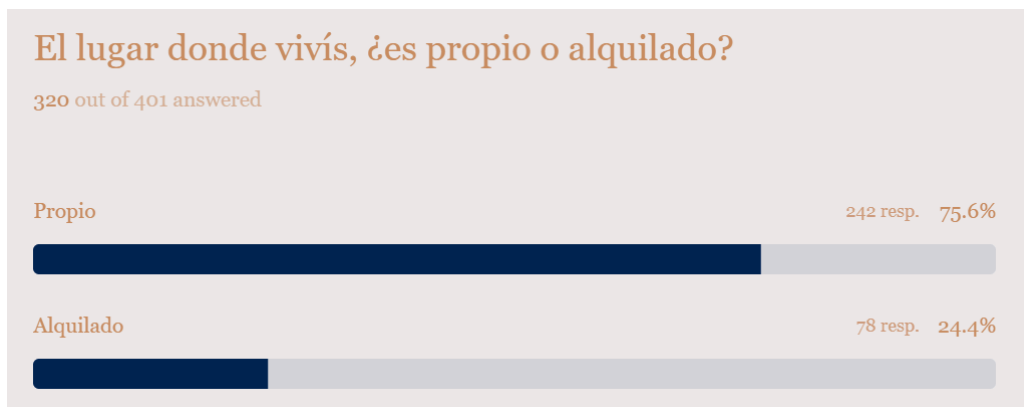 El lugar donde vivís, ¿es propio o alquilado?
320 out of 401 answered
Propio 242 resp. 75.6%
Alquilado 78 resp. 24.4%